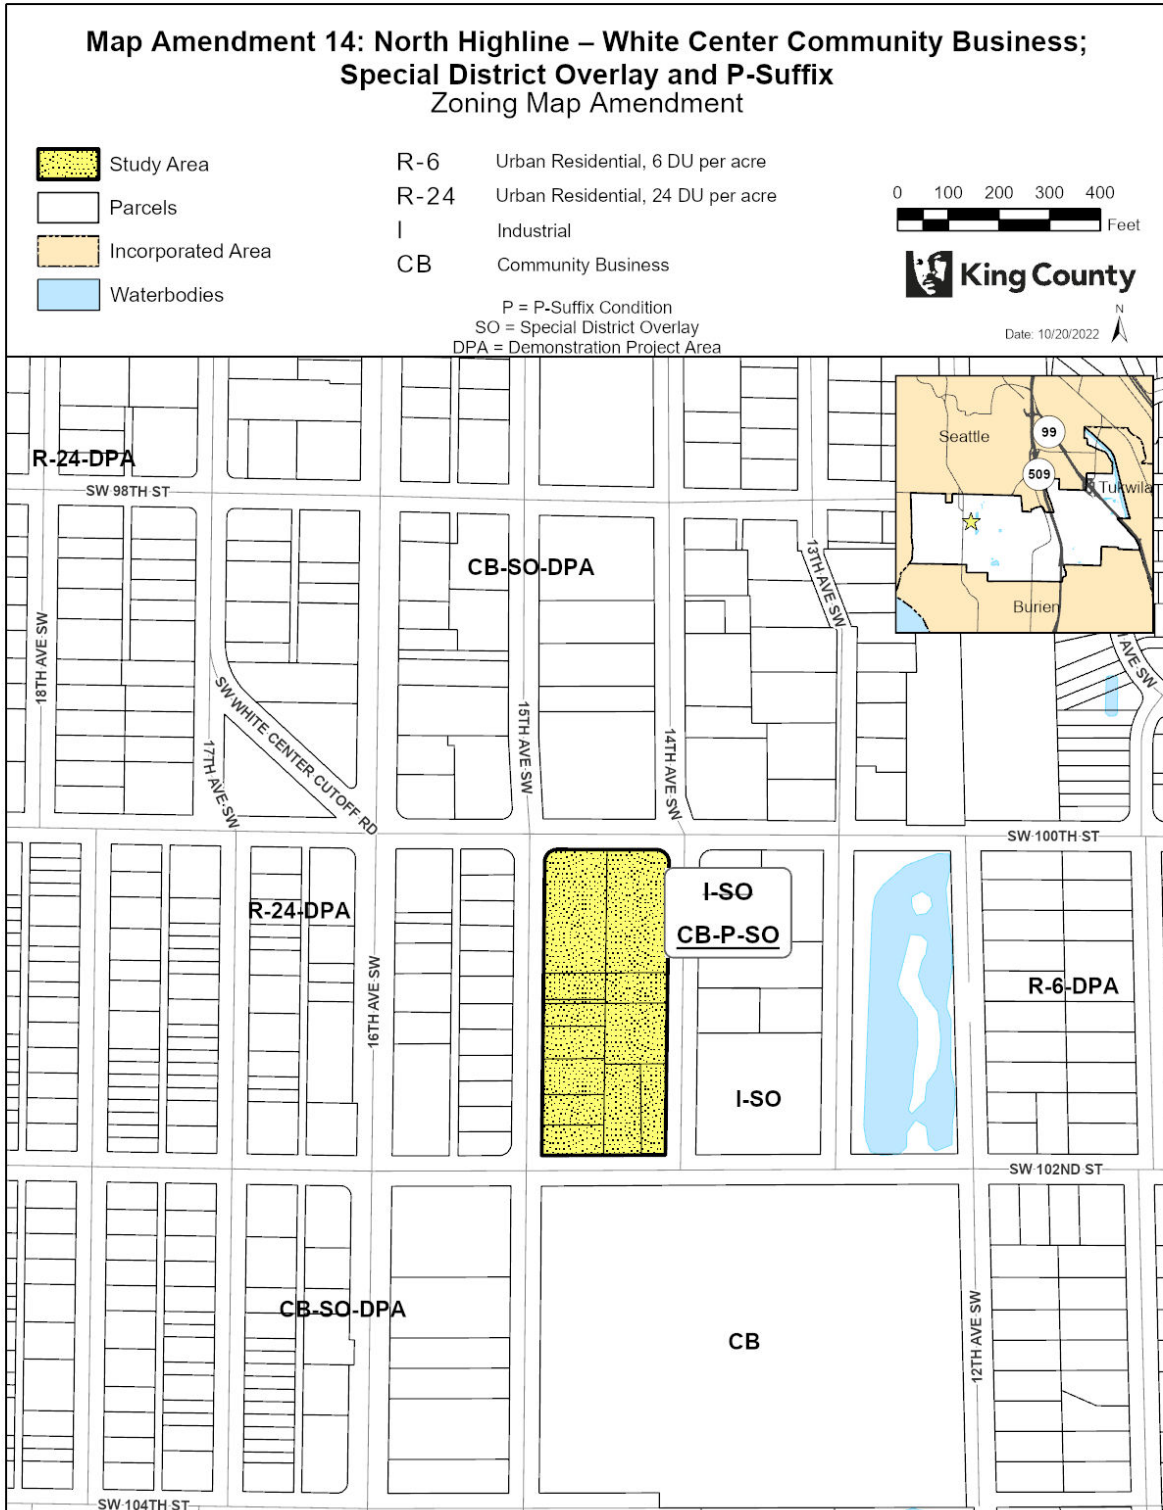 Map Amendment 14: North Highline – White Center Community Business;
Special District Overlay and P-Suffix
Zoning Map Amendment
Study Area
Parcels
Incorporated Area
Waterbodies
R-6 Urban Residential, 6 DU per acre
R-24 Urban Residential, 24 DU per acre
I Industrial
CB Community Business
P = P-Suffix Condition
SO = Special District Overlay
DPA = Demonstration Project Area
0 100 200 300 400
Feet
King County
N
Date: 10/20/2022
Seattle
99
509
Tukwila
Burien
R-24-DPA
SW 98TH ST
CB-SO-DPA
13TH AVE SW
18TH AVE SW
SW WHITE CENTER CUTOFF RD
17TH AVE SW
15TH AVE SW
14TH AVE SW
AVE SW
SW 100TH ST
I-SO
CB-P-SO
R-24-DPA
16TH AVE SW
R-6-DPA
I-SO
SW 102ND ST
CB-SO-DPA
CB
12TH AVE SW
SW 104TH ST